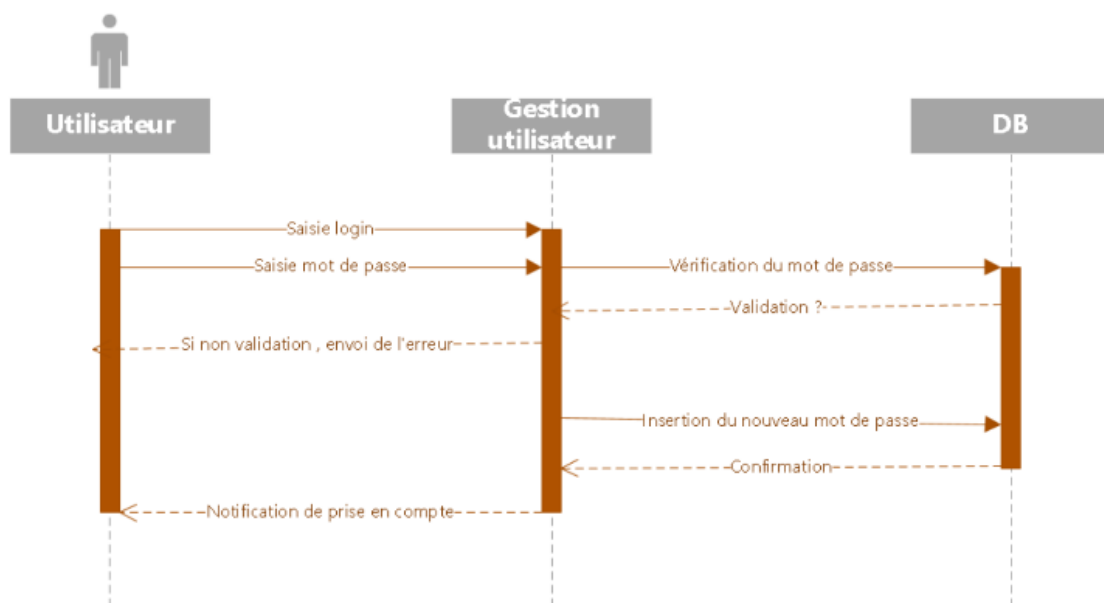 Utilisateur
Gestion
utilisateur
DB
Saisie login
Saisie mot de passe
Vérification du mot de passe
Validation ?
Si non validation , envoi de l'erreur
Insertion du nouveau mot de passe
Confirmation
Notification de prise en compte